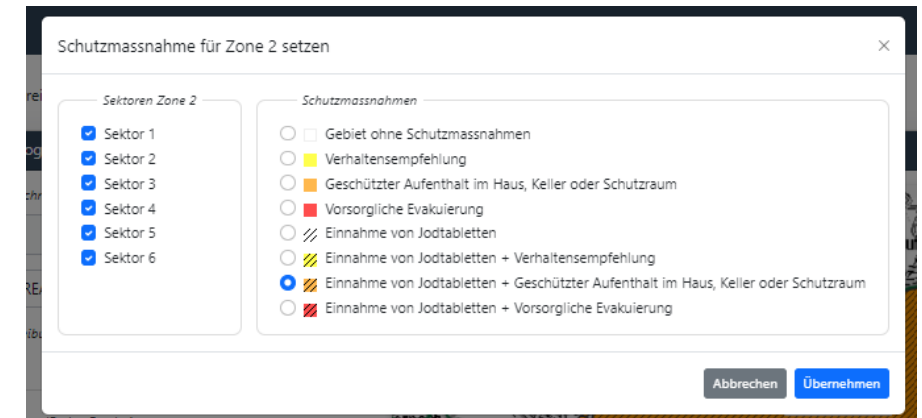 Schutzmassnahme für Zone 2 setzen
Sektoren Zone 2
Sektor 1
Sektor 2
Sektor 3
Sektor 4
Sektor 5
Sektor 6
Schutzmassnahmen
Gebiet ohne Schutzmassnahmen
Verhaltensempfehlung
Geschützter Aufenthalt im Haus, Keller oder Schutzraum
Vorsorgliche Evakuierung
Einnahme von Jodtabletten
Einnahme von Jodtabletten + Verhaltensempfehlung
Einnahme von Jodtabletten + Geschützter Aufenthalt im Haus, Keller oder Schutzraum
Einnahme von Jodtabletten + Vorsorgliche Evakuierung
Abbrechen Übernehmen